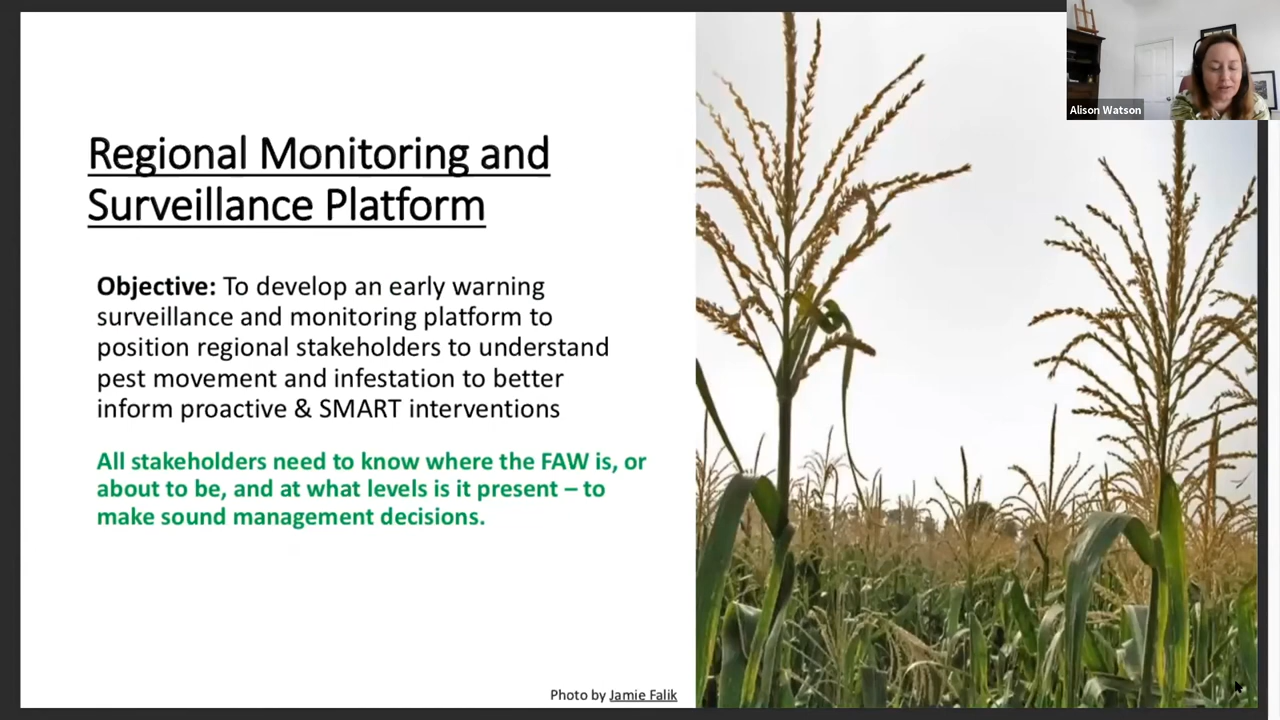 Regional Monitoring and
Surveillance Platform
Objective: To develop an early warning
surveillance and monitoring platform to
position regional stakeholders to understand
pest movement and infestation to better
inform proactive & SMART interventions
All stakeholders need to know where the FAW is, or
about to be, and at what levels is it present – to
make sound management decisions.
Photo by Jamie Falik
Alison Watson